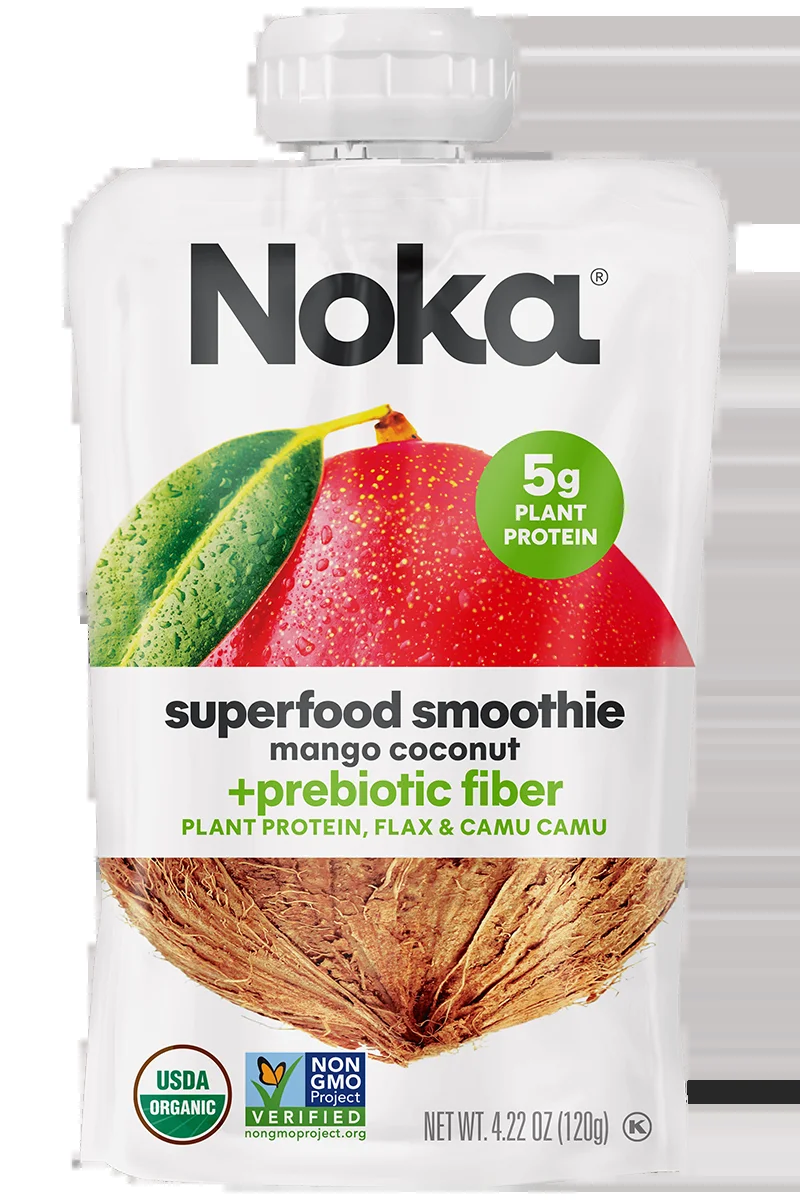 Noka®
5g
PLANT
PROTEIN
superfood smoothie
mango coconut
+prebiotic fiber
PLANT PROTEIN, FLAX & CAMU CAMU
USDA
ORGANIC
NON
GMO
Project
VERIFIED
nongmoproject.org
NET WT. 4.22 OZ (120g)
K